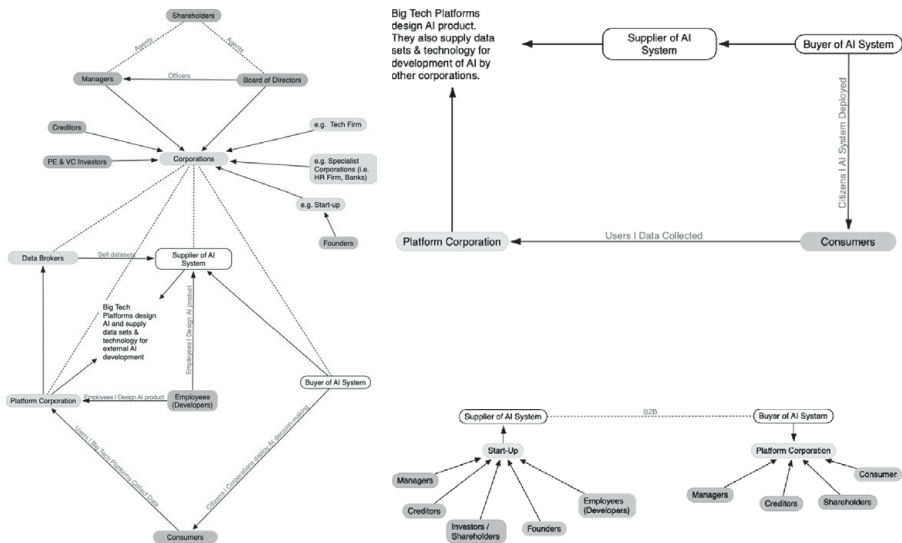 Shareholders
Agents
Agents
Managers
Officers
Board of Directors
Creditors
e.g. Tech Firm
PE & VC Investors
Corporations
e.g. Specialist
Corporations (i.e.
HR Firm, Banks)
e.g. Start-up
Founders
Data Brokers
Sell datasets
Supplier of AI
System
Big Tech
Platforms design
AI and supply
data sets &
technology for
external AI
development
Employees I Design AI product
Buyer of AI System
Platform Corporation
Employees I Design AI product
Employees
(Developers)
Users I Big Tech Platforms Collect Data
Citizens I Corporations deploy AI decision-making
Consumers
Big Tech Platforms
design AI product.
They also supply data
sets & technology for
development of AI by
other corporations.
Supplier of AI
System
Buyer of AI System
Citizens I AI System Deployed
Platform Corporation
Users I Data Collected
Consumers
Supplier of AI System
B2B
Buyer of AI System
Start-Up
Platform Corporation
Managers
Creditors
Investors /
Shareholders
Founders
Employees
(Developers)
Managers
Creditors
Shareholders
Consumer